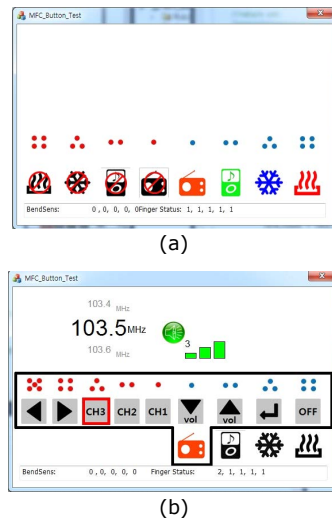 MFC_Button_Test
BendSens: 0, 0, 0, 0, 0Finger Status: 1, 1, 1, 1, 1
(a)
MFC_Button_Test
103.4 MHz
103.5 MHz
103.6 MHz
3
CH3 CH2 CH1 vol vol OFF
BendSens: 0, 0, 0, 0, 0 Finger Status: 2, 1, 1, 1, 1
(b)